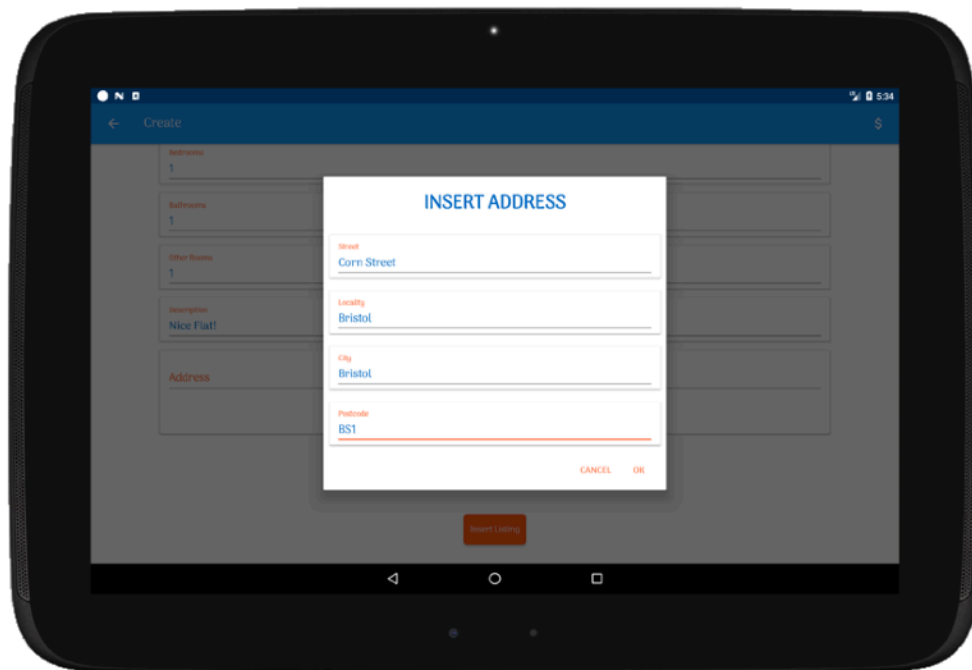 5:34
Create
$
Bedrooms
1
Bathrooms
1
Other Rooms
1
Description
Nice Flat!
Address
INSERT ADDRESS
Street
Corn Street
Locality
Bristol
City
Bristol
Postcode
BS1
CANCEL OK
Insert Listing